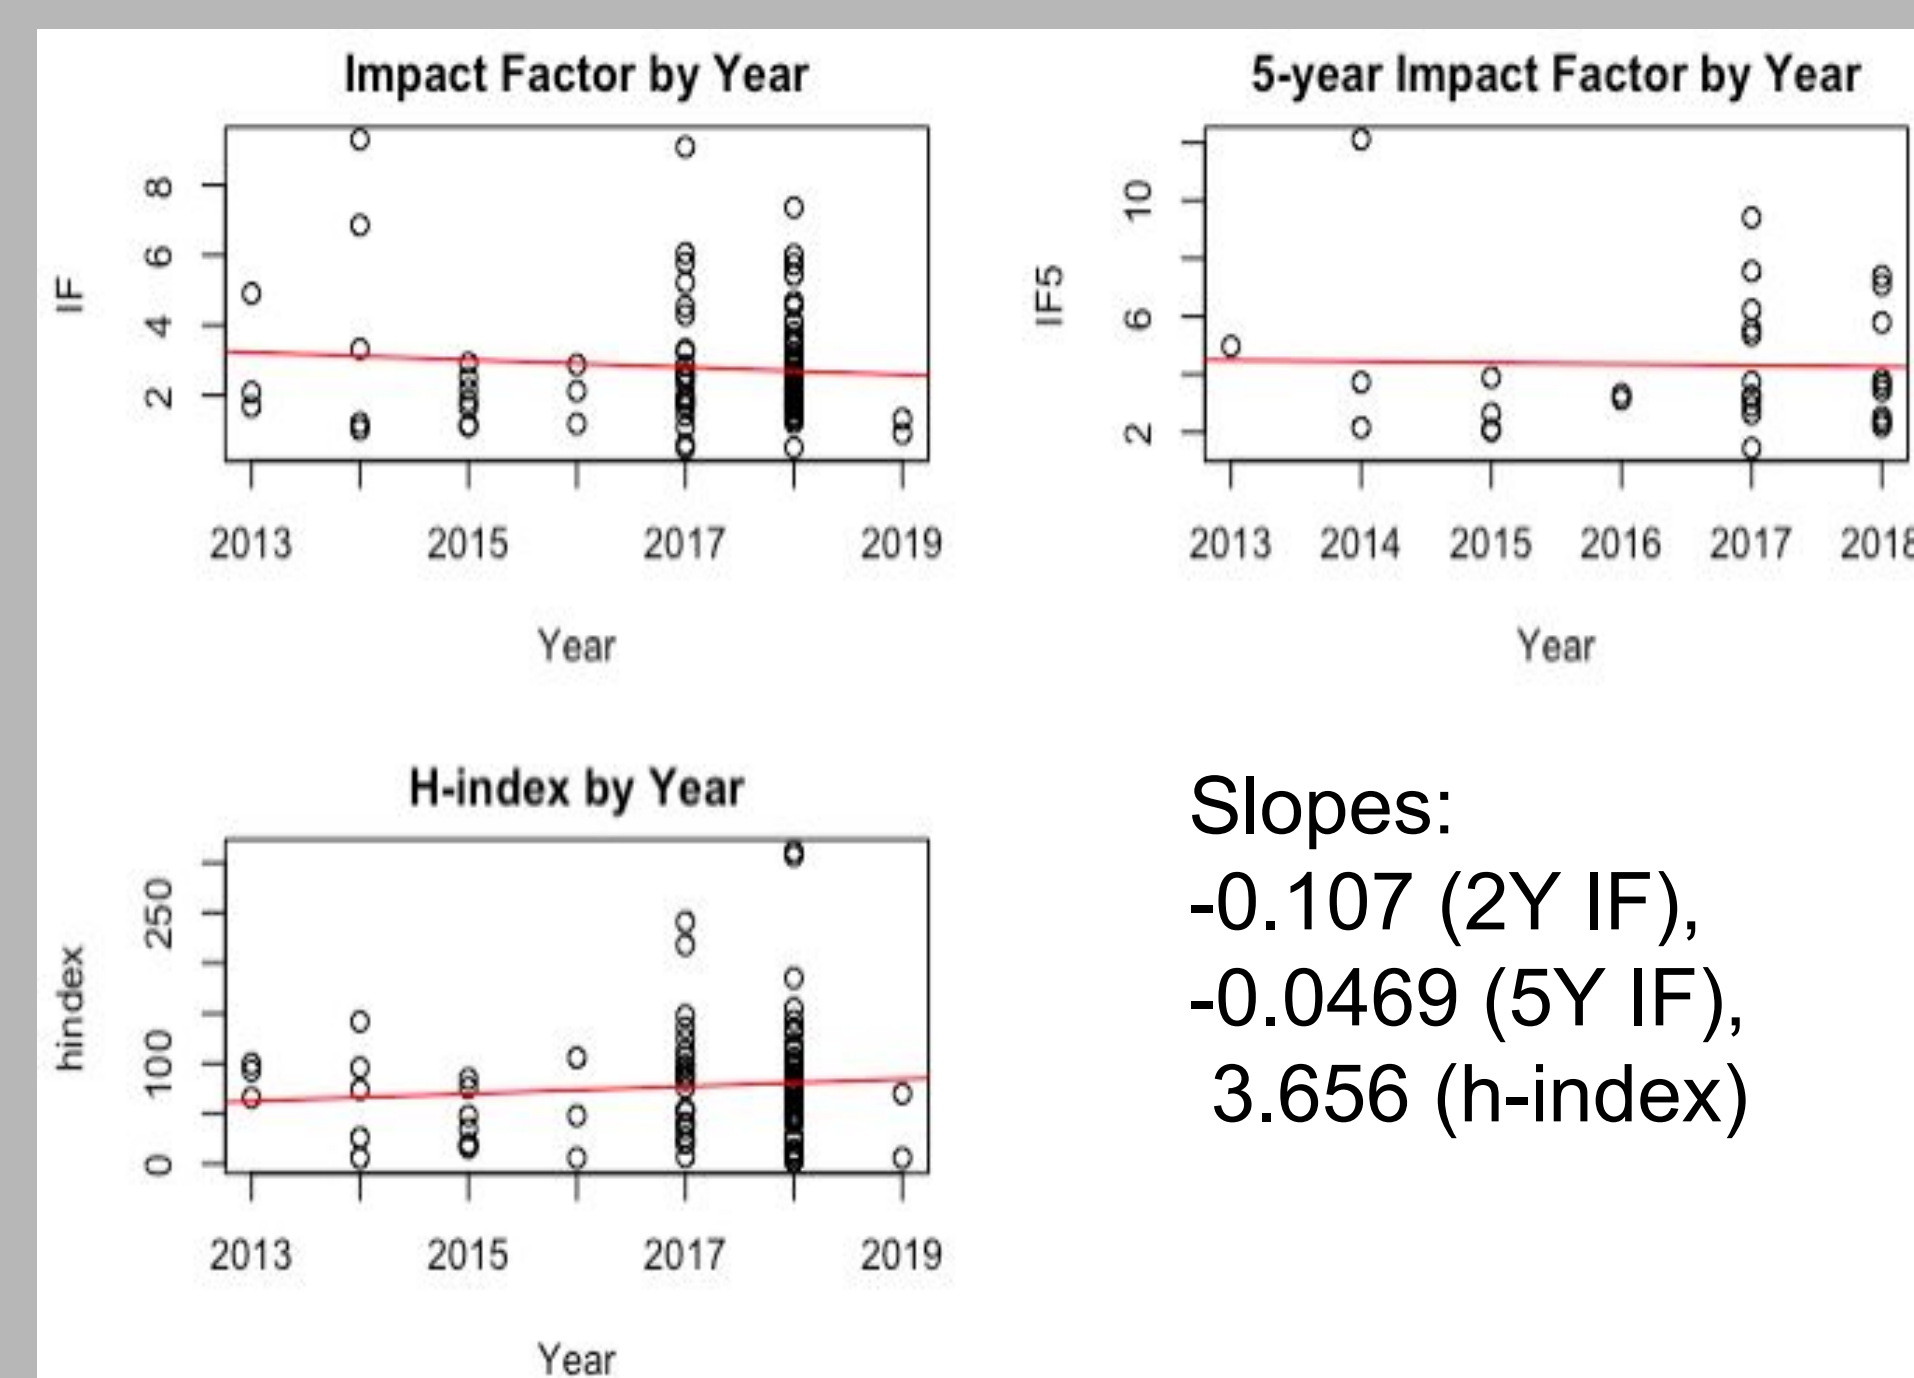 Impact Factor by Year
IF
8
6
4
2
2013 2015 2017 2019
Year
5-year Impact Factor by Year
IF5
10
6
2
2013 2014 2015 2016 2017 2018
Year
H-index by Year
hindex
250
100
0
2013 2015 2017 2019
Year
Slopes:
-0.107 (2Y IF),
-0.0469 (5Y IF),
3.656 (h-index)